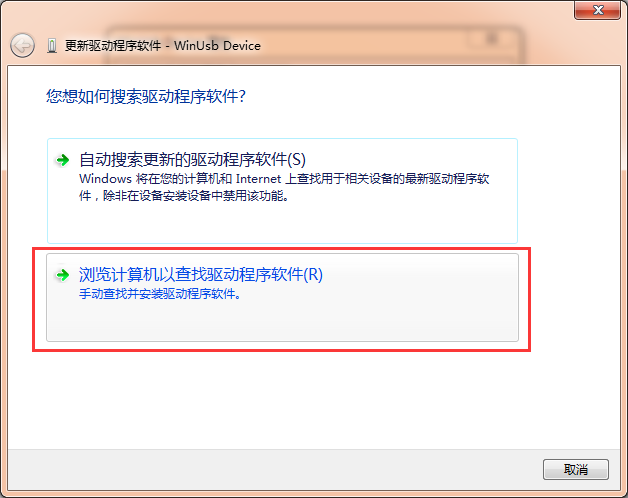 更新驱动程序软件 - WinUsb Device
您想如何搜索驱动程序软件?
自动搜索更新的驱动程序软件(S)
Windows 将在您的计算机和 Internet 上查找用于相关设备的最新驱动程序软
件，除非在设备安装设备中禁用该功能。
浏览计算机以查找驱动程序软件(R)
手动查找并安装驱动程序软件。
取消